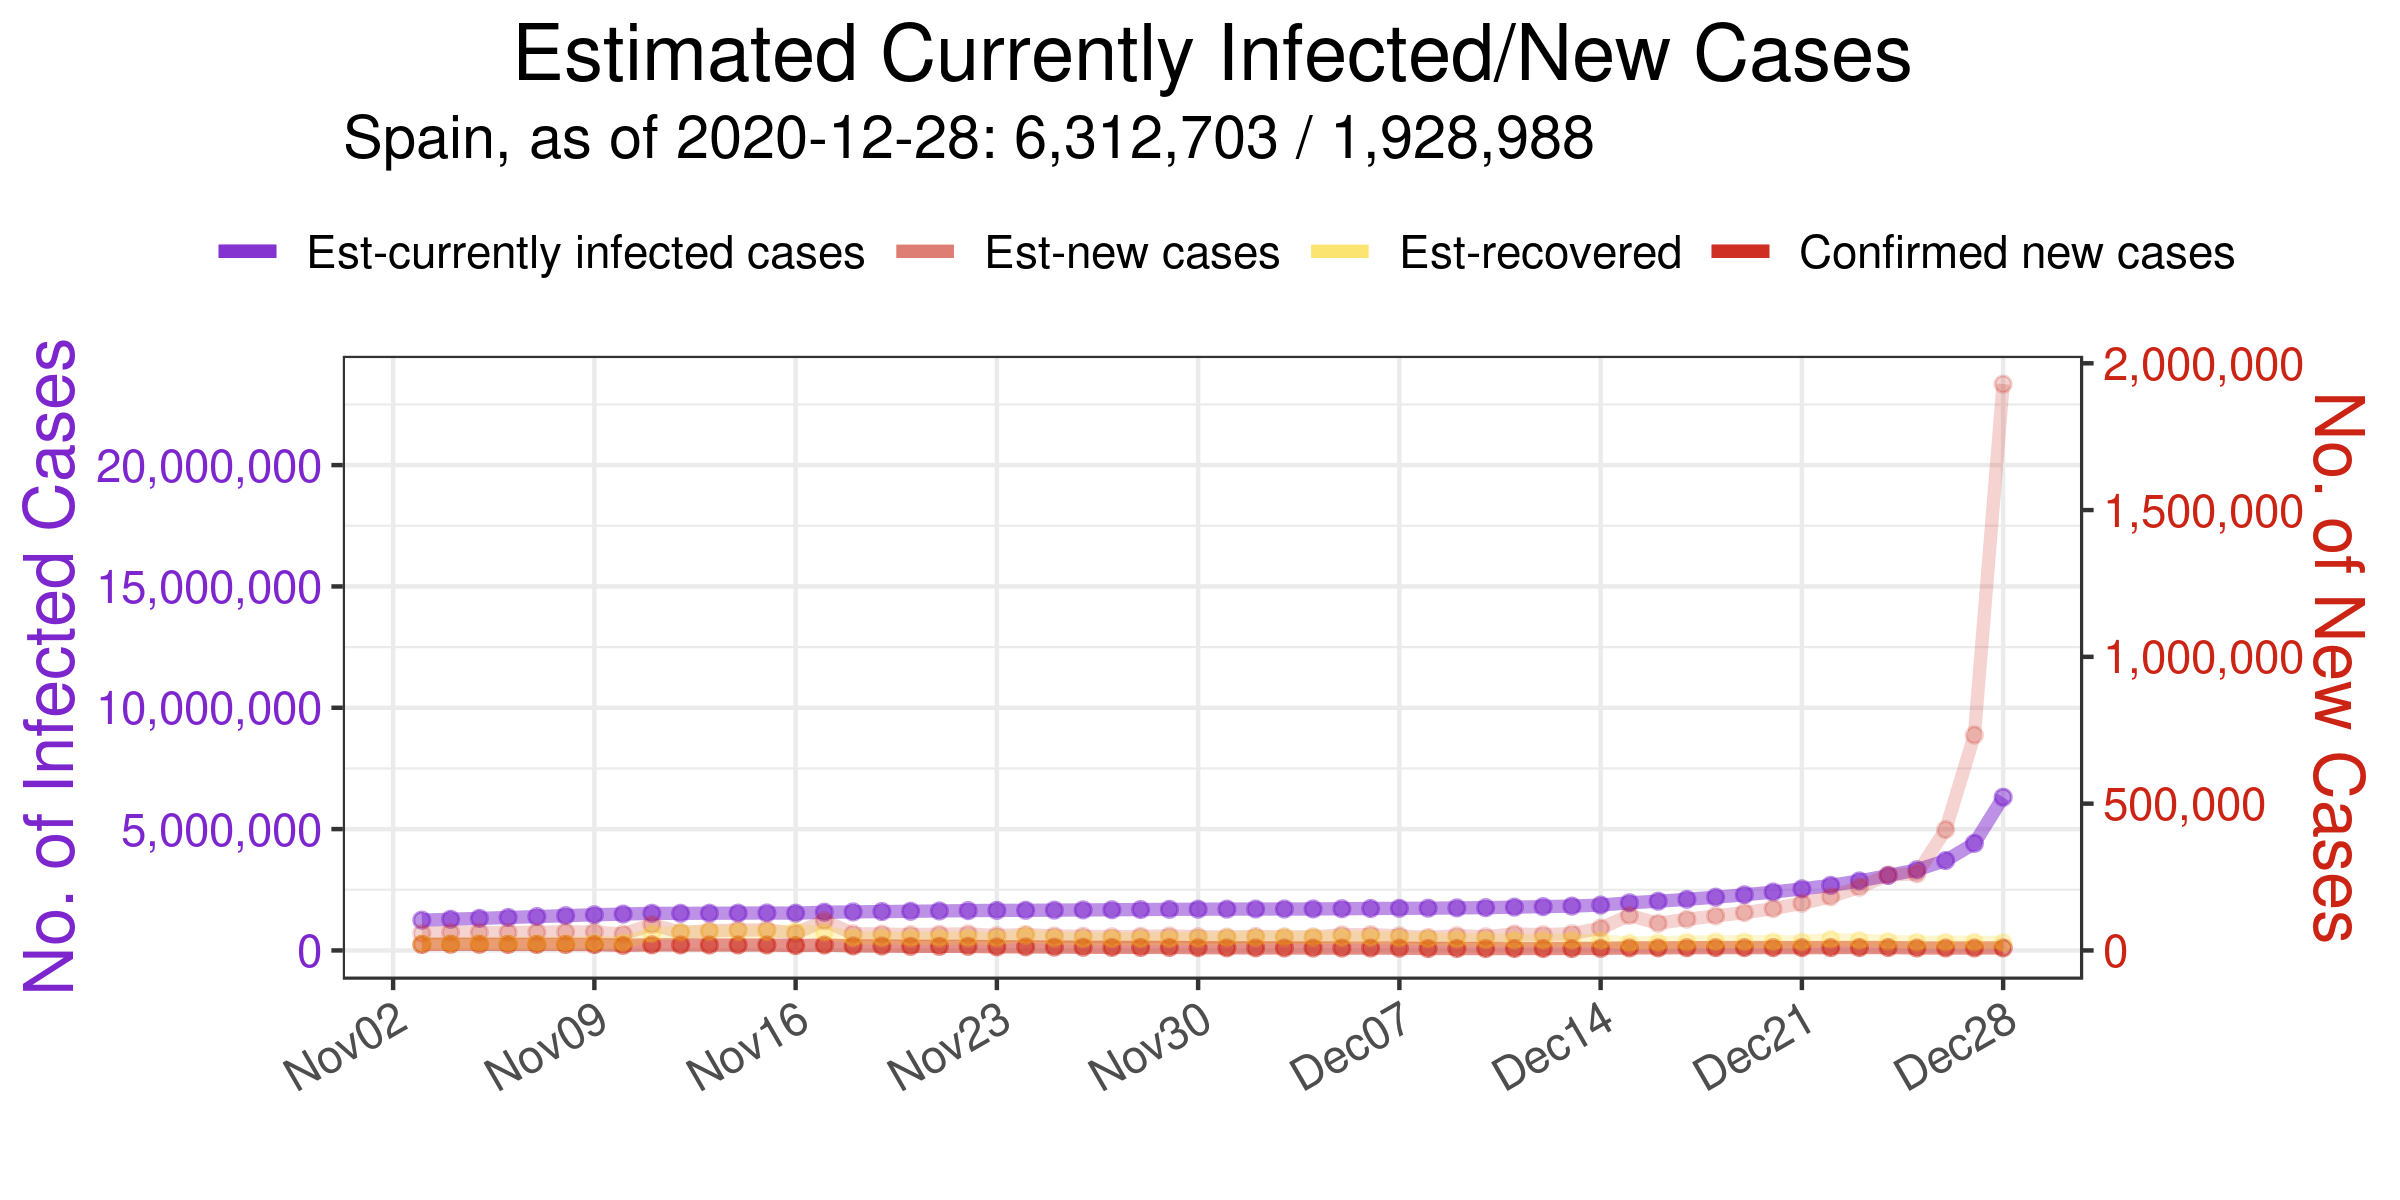 Estimated Currently Infected/New Cases
Spain, as of 2020-12-28: 6,312,703 / 1,928,988
Est-currently infected cases Est-new cases Est-recovered Confirmed new cases
No. of Infected Cases
20,000,000
15,000,000
10,000,000
5,000,000
0
2,000,000
1,500,000
1,000,000
500,000
0
No. of New Cases
Nov02 Nov09 Nov16 Nov23 Nov30 Dec07 Dec14 Dec21 Dec28